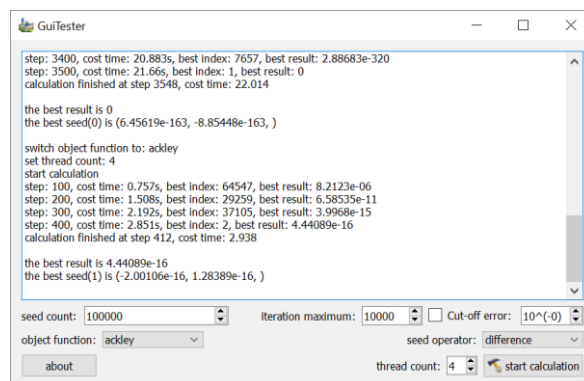 GuiTester
step: 3400, cost time: 20.883s, best index: 7657, best result: 2.88683e-320
step: 3500, cost time: 21.66s, best index: 1, best result: 0
calculation finished at step 3548, cost time: 22.014
the best result is 0
the best seed(0) is (6.45619e-163, -8.85448e-163, )
switch object function to: ackley
set thread count: 4
start calculation
step: 100, cost time: 0.757s, best index: 64547, best result: 8.2123e-06
step: 200, cost time: 1.508s, best index: 29259, best result: 6.58535e-11
step: 300, cost time: 2.192s, best index: 37105, best result: 3.9968e-15
step: 400, cost time: 2.851s, best index: 2, best result: 4.44089e-16
calculation finished at step 412, cost time: 2.938
the best result is 4.44089e-16
the best seed(1) is (-2.00106e-16, 1.28389e-16, )
seed count: 100000 iteration maximum: 10000 Cut-off error: 10^(-0)
object function: ackley seed operator: difference
about thread count: 4 start calculation